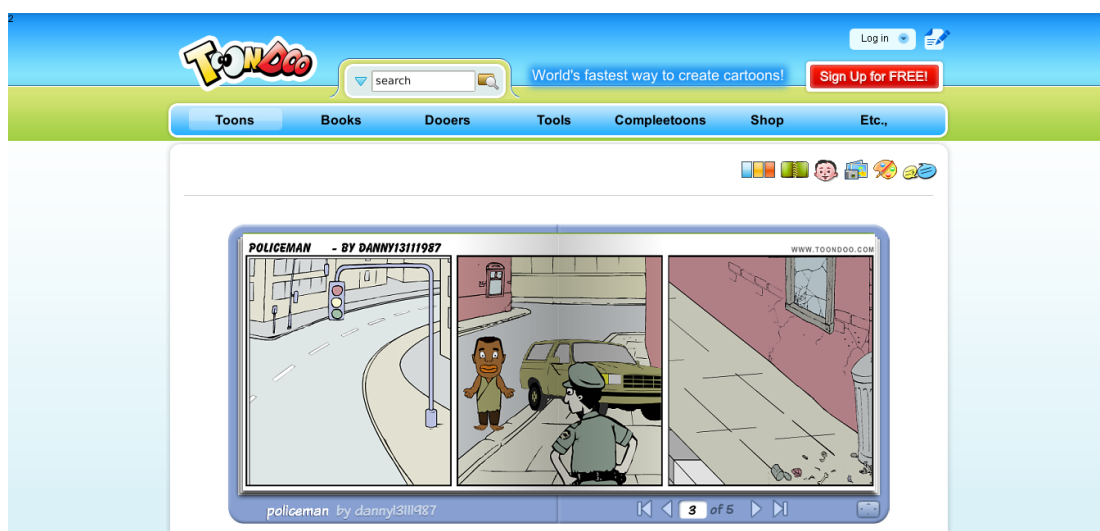 2
Log in
TOONDOO
search
World's fastest way to create cartoons!
Sign Up for FREE!
Toons Books Dooers Tools Compleetoons Shop Etc.,
POLICEMAN - BY DANNY13111987
WWW.TOONDOO.COM
policeman by danny13111987
3 of 5